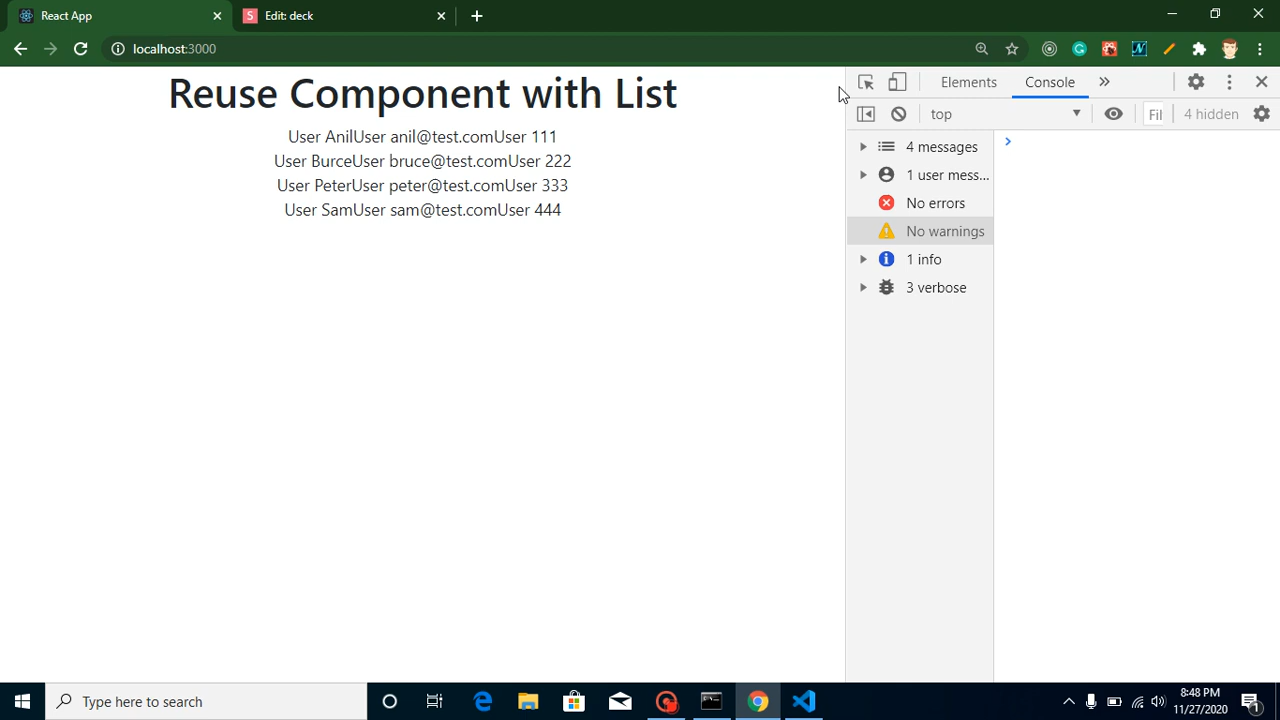 React App
Edit: deck
localhost:3000
Reuse Component with List
User AnilUser anil@test.comUser 111
User BurceUser bruce@test.comUser 222
User PeterUser peter@test.comUser 333
User SamUser sam@test.comUser 444
Elements
Console
top
Fil
4 hidden
4 messages
1 user mess...
No errors
No warnings
1 info
3 verbose
Type here to search
8:48 PM
11/27/2020
1